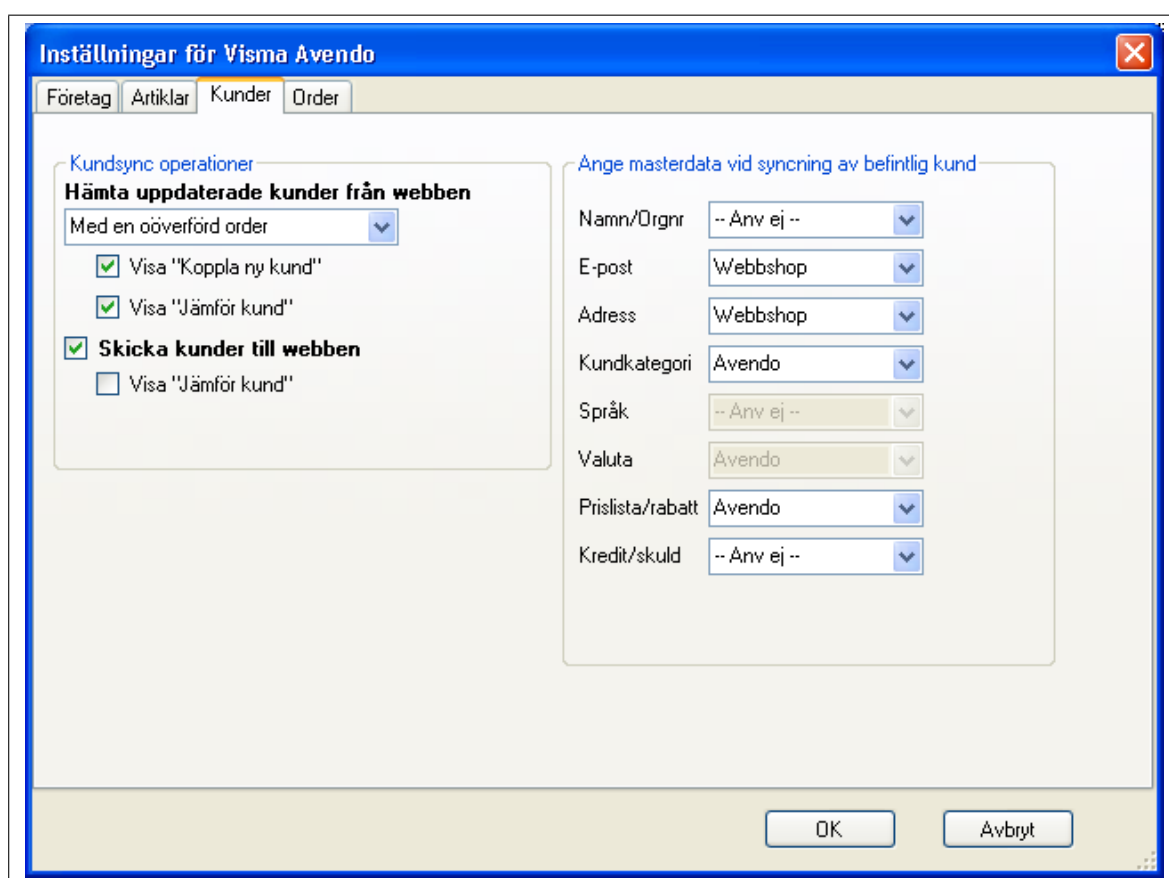 Inställningar för Visma Avendo
Företag Artiklar Kunder Order
Kundsync operationer
Hämta uppdaterade kunder från webben
Med en oöverförd order
Visa "Koppla ny kund"
Visa "Jämför kund"
Skicka kunder till webben
Visa "Jämför kund"
Ange masterdata vid syncning av befintlig kund
Namn/Orgnr -- Anv ej --
E-post Webbshop
Adress Webbshop
Kundkategori Avendo
Språk -- Anv ej --
Valuta Avendo
Prislista/rabatt Avendo
Kredit/skuld -- Anv ej --
OK Avbryt